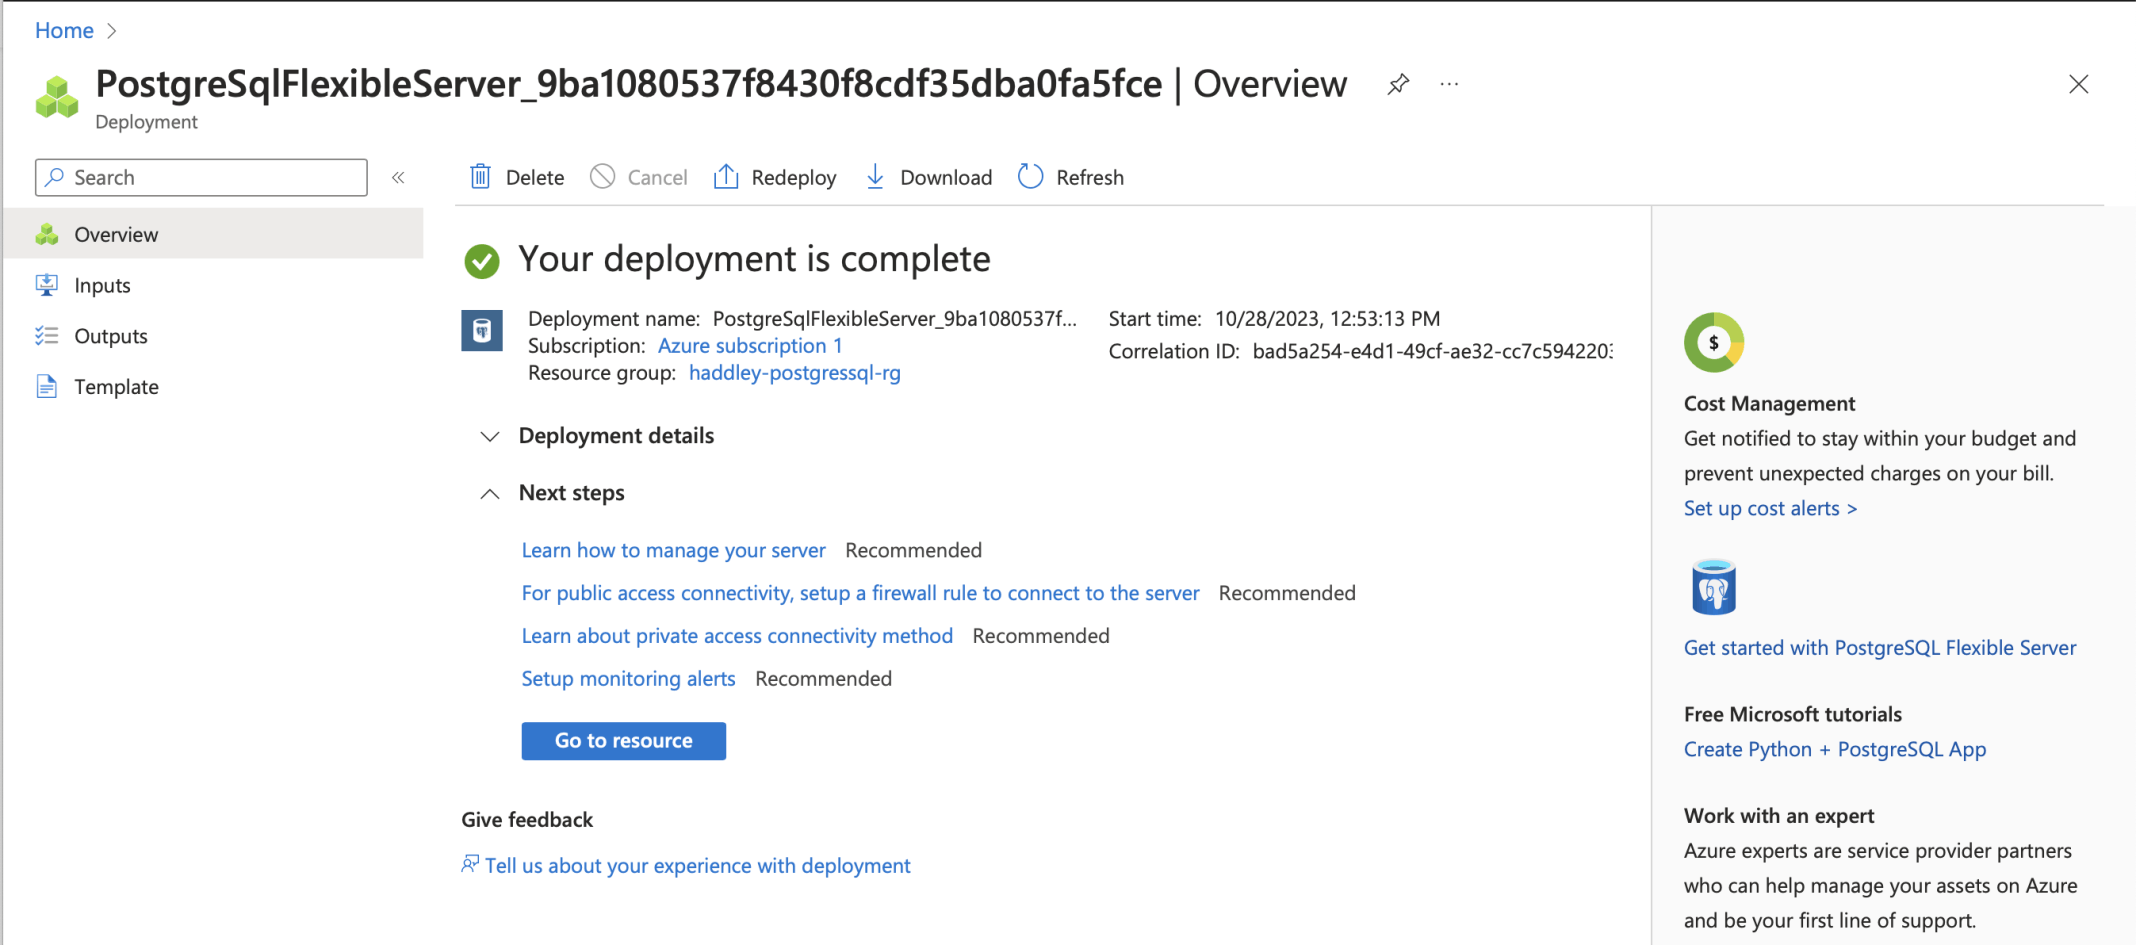 Home >
PostgreSqlFlexibleServer_9ba1080537f8430f8cdf35dba0fa5fce | Overview
Deployment
Search
Overview
Inputs
Outputs
Template
Delete
Cancel
Redeploy
Download
Refresh
Your deployment is complete
Deployment name: PostgreSqlFlexibleServer_9ba1080537f...
Subscription: Azure subscription 1
Resource group: haddley-postgressql-rg
Start time: 10/28/2023, 12:53:13 PM
Correlation ID: bad5a254-e4d1-49cf-ae32-cc7c5942203
Deployment details
Next steps
Learn how to manage your server Recommended
For public access connectivity, setup a firewall rule to connect to the server Recommended
Learn about private access connectivity method Recommended
Setup monitoring alerts Recommended
Go to resource
Give feedback
Tell us about your experience with deployment
$
Cost Management
Get notified to stay within your budget and
prevent unexpected charges on your bill.
Set up cost alerts >
Get started with PostgreSQL Flexible Server
Free Microsoft tutorials
Create Python + PostgreSQL App
Work with an expert
Azure experts are service provider partners
who can help manage your assets on Azure
and be your first line of support.